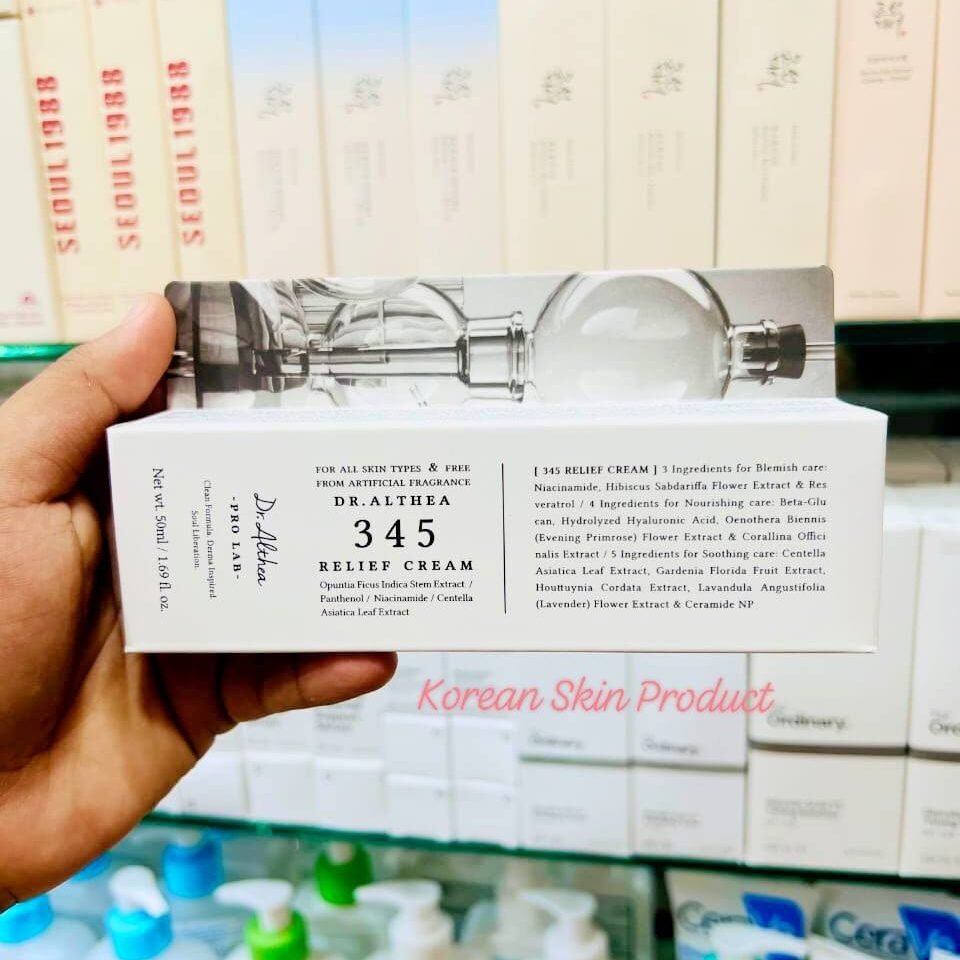 SEOUL1988
SEOUL1988
SEOUL1988
Net wt. 50ml / 1.69 fl. oz.
Clean Formula. Derma Inspired.
Soul Liberation.
Dr.Althea
-PRO LAB-
FOR ALL SKIN TYPES & FREE
FROM ARTIFICIAL FRAGRANCE
DR.ALTHEA
345
RELIEF CREAM
Opuntia Ficus Indica Stem Extract /
Panthenol / Niacinamide / Centella
Asiatica Leaf Extract
[ 345 RELIEF CREAM ] 3 Ingredients for Blemish care:
Niacinamide, Hibiscus Sabdariffa Flower Extract & Res
veratrol / 4 Ingredients for Nourishing care: Beta-Glu
can, Hydrolyzed Hyaluronic Acid, Oenothera Biennis
(Evening Primrose) Flower Extract & Corallina Offici
nalis Extract / 5 Ingredients for Soothing care: Centella
Asiatica Leaf Extract, Gardenia Florida Fruit Extract,
Houttuynia Cordata Extract, Lavandula Angustifolia
(Lavender) Flower Extract & Ceramide NP
Korean Skin Product
Ordinary.
Ordinary.
Ordinary.
CeraVe
CeraVe